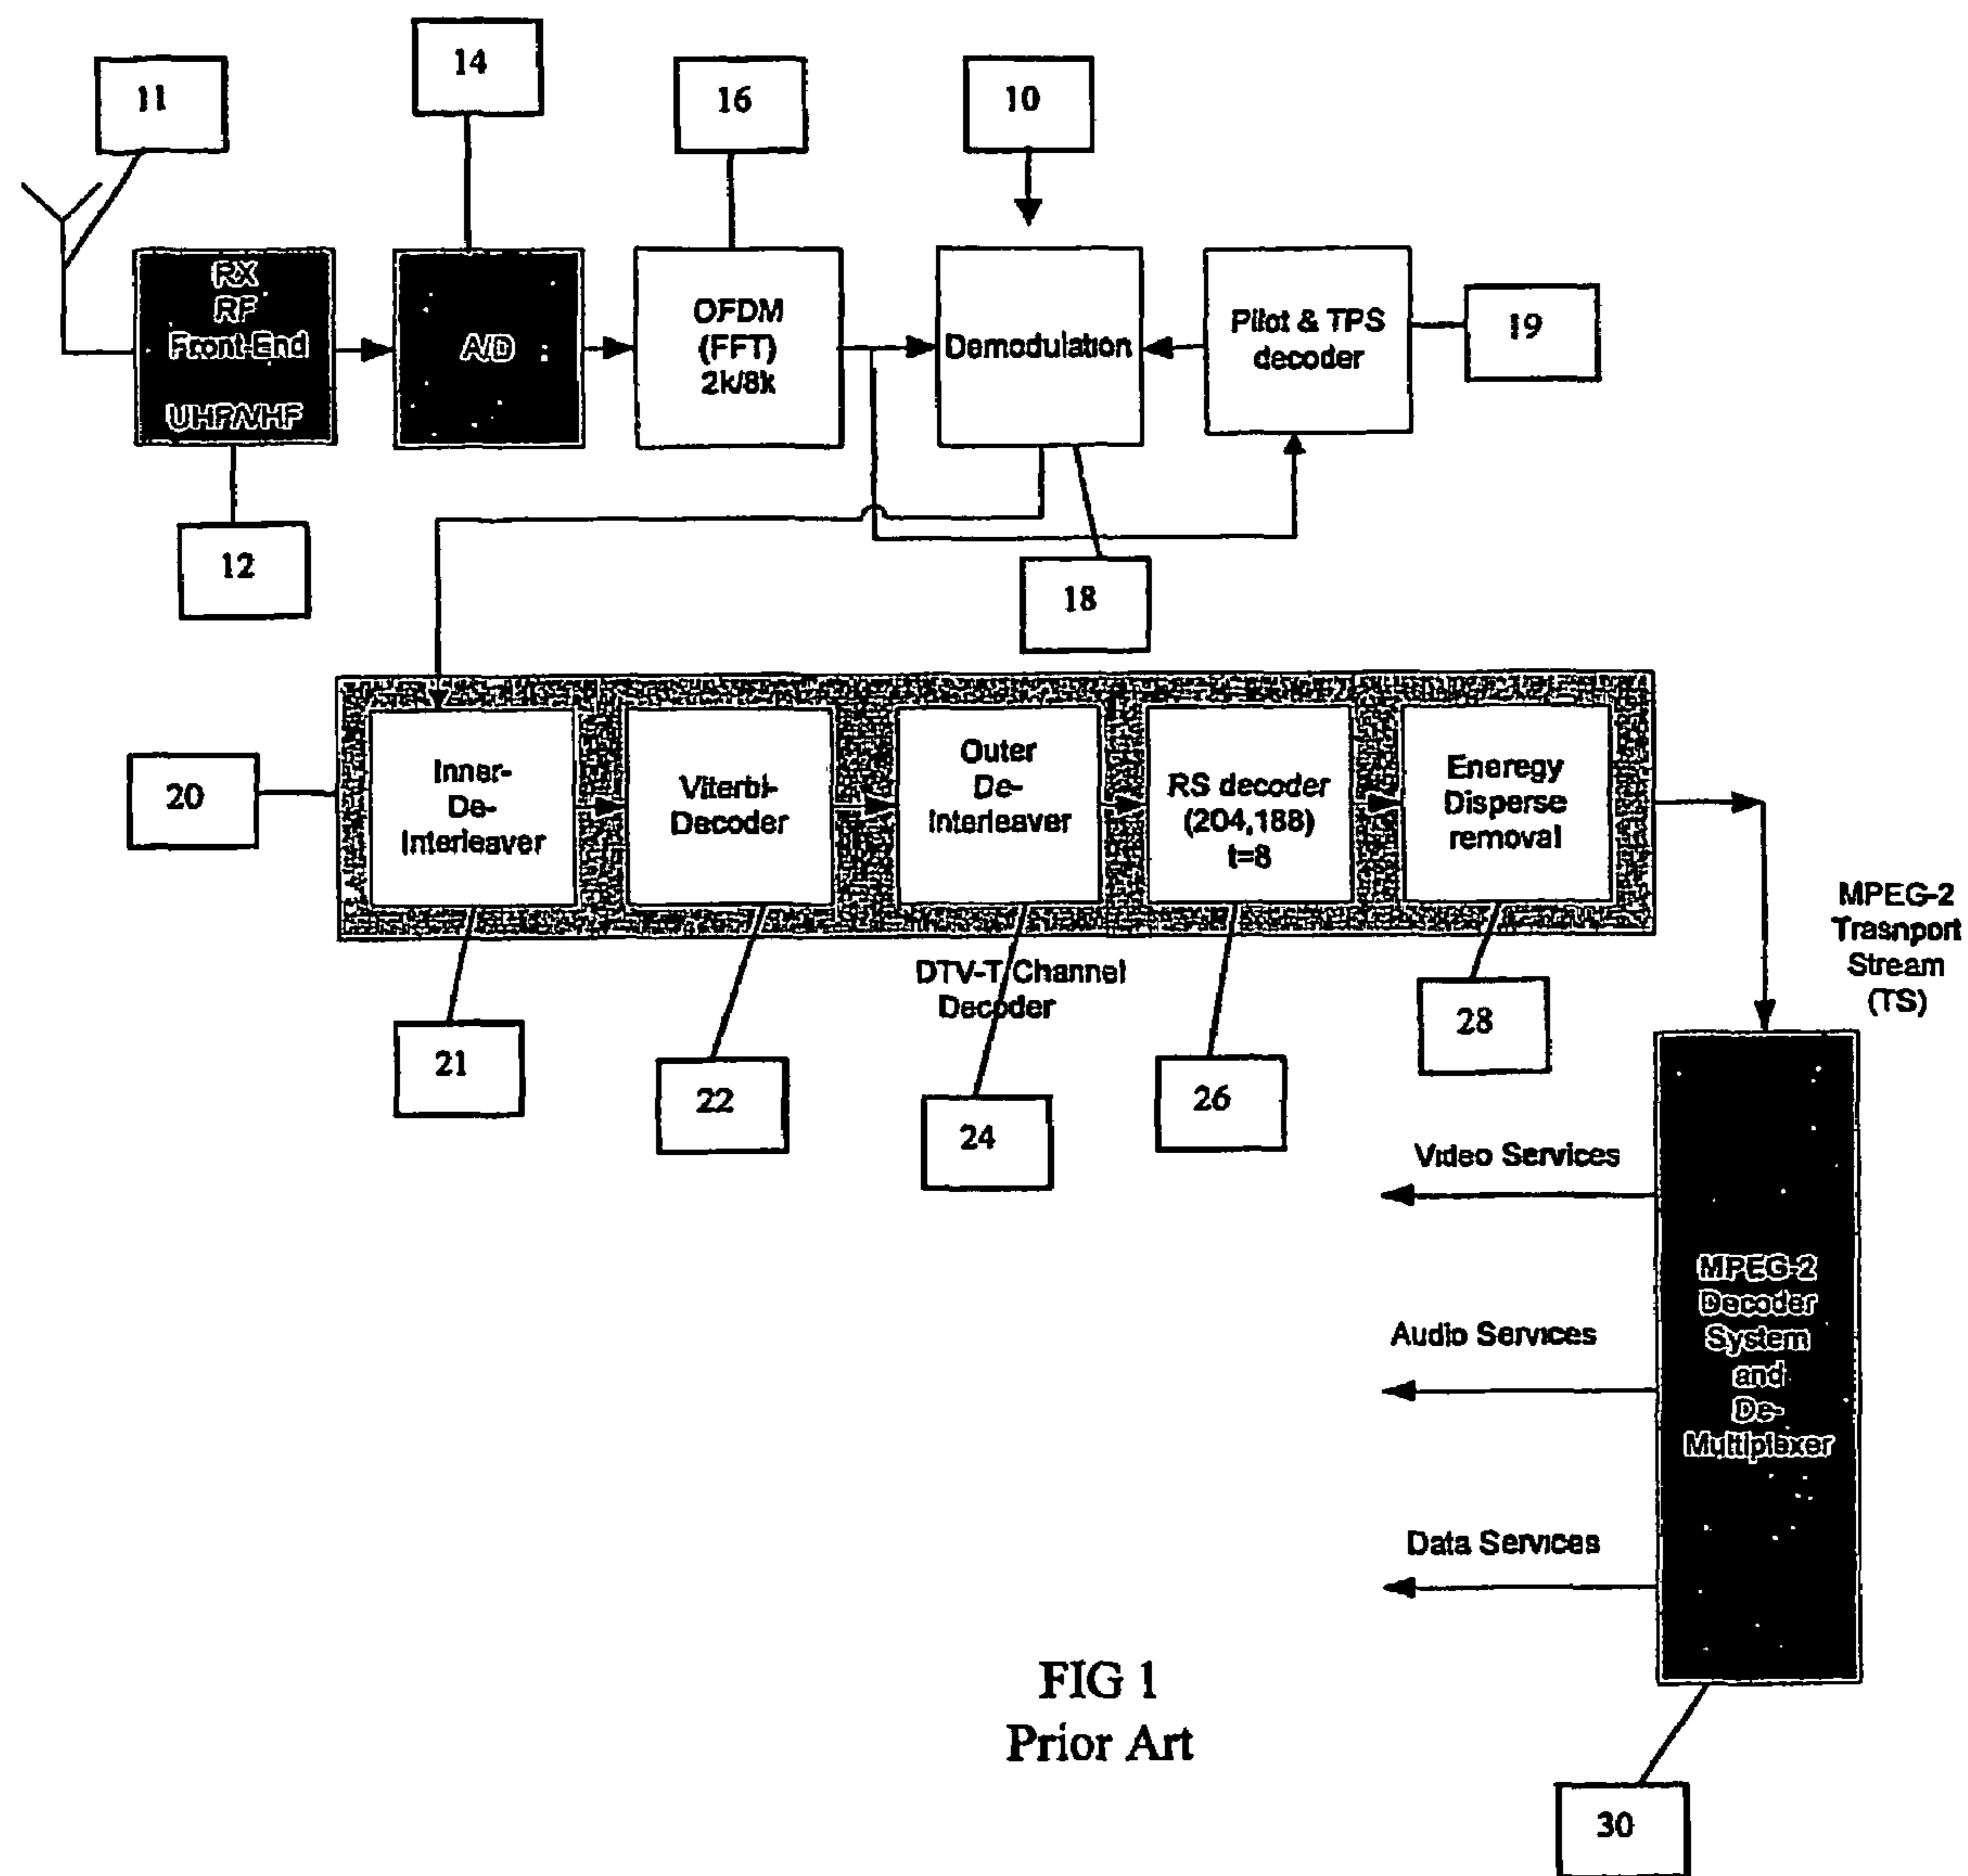 11
14
16
10
RX
RF
Front-End
UHF/VHF
A/D
OFDM
(FFT)
2k/8k
Demodulation
Pilot & TPS
decoder
19
12
18
20
Inner-
De-
Interleaver
Viterbi-
Decoder
Outer
De-
Interleaver
RS decoder
(204,188)
t=8
Eneregy
Disperse
removal
MPEG-2
Trasnport
Stream
(TS)
DTV-T Channel
Decoder
21
22
24
26
28
Video Services
Audio Services
Data Services
MPEG-2
Decoder
System
and
De-
Multiplexer
FIG 1
Prior Art
30